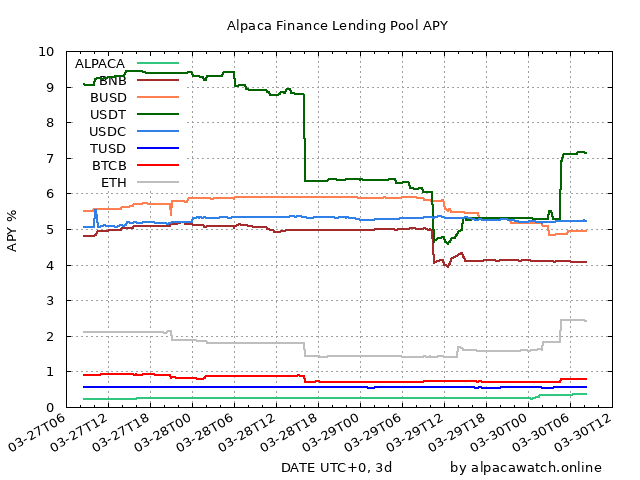 Alpaca Finance Lending Pool APY
APY %
10
9
8
7
6
5
4
3
2
1
0
ALPACA
BNB
BUSD
USDT
USDC
TUSD
BTCB
ETH
03-27T06
03-27T12
03-27T18
03-28T00
03-28T06
03-28T12
03-28T18
03-29T00
03-29T06
03-29T12
03-29T18
03-30T00
03-30T06
03-30T12
DATE UTC+0, 3d
by alpacawatch.online